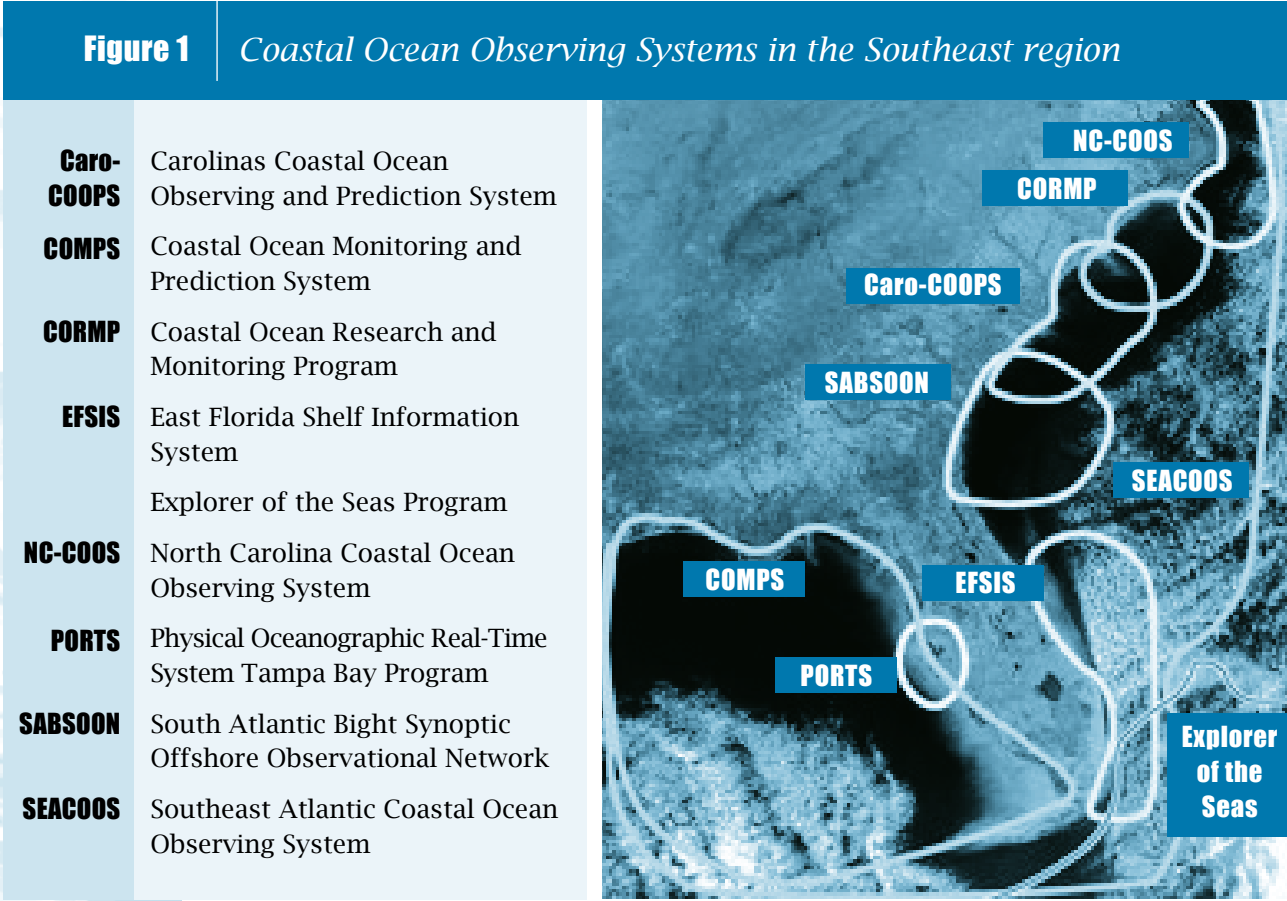 Figure 1
Coastal Ocean Observing Systems in the Southeast region
Caro-
COOPS
Carolinas Coastal Ocean
Observing and Prediction System
COMPS
Coastal Ocean Monitoring and
Prediction System
CORMP
Coastal Ocean Research and
Monitoring Program
EFSIS
East Florida Shelf Information
System
Explorer of the Seas Program
NC-COOS
North Carolina Coastal Ocean
Observing System
PORTS
Physical Oceanographic Real-Time
System Tampa Bay Program
SABSOON
South Atlantic Bight Synoptic
Offshore Observational Network
SEACOOS
Southeast Atlantic Coastal Ocean
Observing System
NC-COOS
CORMP
Caro-COOPS
SABSOON
SEACOOS
COMPS
EFSIS
PORTS
Explorer
of the
Seas